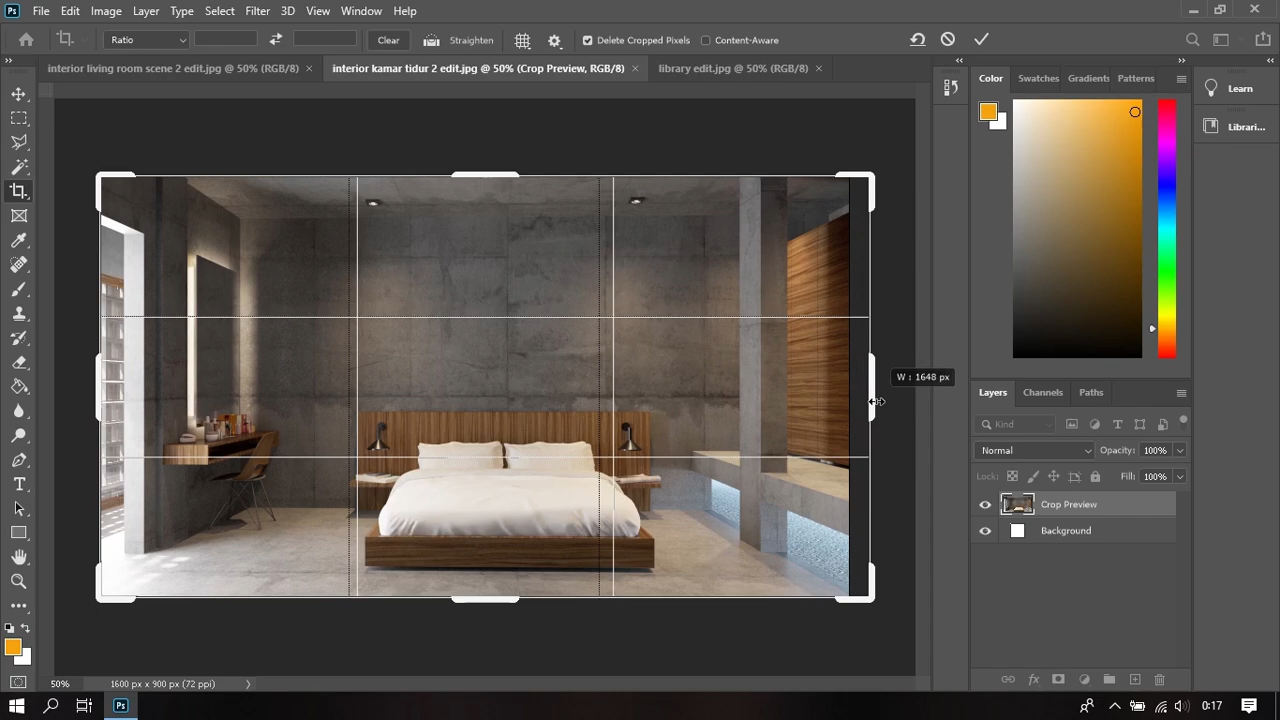 Ps File Edit Image Layer Type Select Filter 3D View Window Help
Ratio Clear Straighten Delete Cropped Pixels Content-Aware
interior living room scene 2 edit.jpg @ 50% (RGB/8) × interior kamar tidur 2 edit.jpg @ 50% (Crop Preview, RGB/8) × library edit.jpg @ 50% (RGB/8) ×
Color Swatches Gradients Patterns
Learn
Librari...
W : 1648 px
Layers Channels Paths
Kind
Normal Opacity: 100%
Lock: Fill: 100%
Crop Preview
Background
50% 1600 px x 900 px (72 ppi)
Ps 0:17